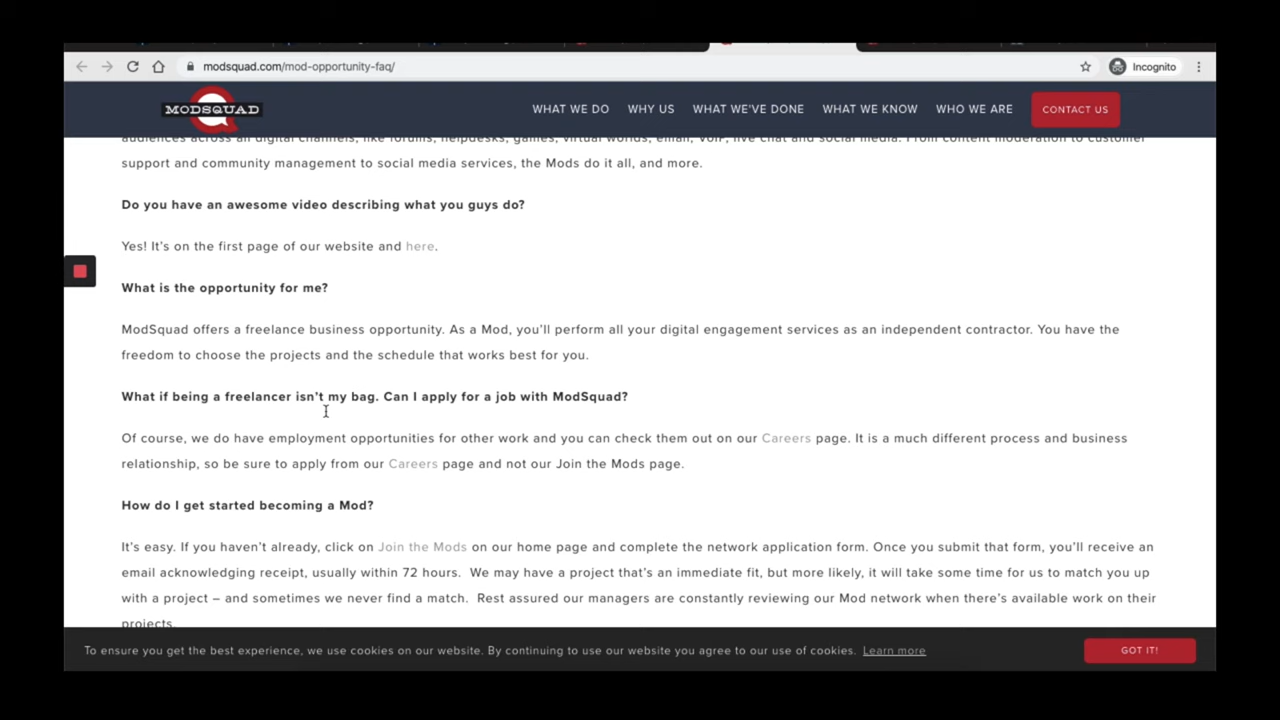 modsquad.com/mod-opportunity-faq/
Incognito
MODSQUAD
WHAT WE DO WHY US WHAT WE'VE DONE WHAT WE KNOW WHO WE ARE CONTACT US
audiences across all digital channels, like forums, helpdesks, games, virtual worlds, email, VoIP, live chat and social media. From content moderation to customer
support and community management to social media services, the Mods do it all, and more.
Do you have an awesome video describing what you guys do?
Yes! It's on the first page of our website and here.
What is the opportunity for me?
ModSquad offers a freelance business opportunity. As a Mod, you'll perform all your digital engagement services as an independent contractor. You have the
freedom to choose the projects and the schedule that works best for you.
What if being a freelancer isn't my bag. Can I apply for a job with ModSquad?
Of course, we do have employment opportunities for other work and you can check them out on our Careers page. It is a much different process and business
relationship, so be sure to apply from our Careers page and not our Join the Mods page.
How do I get started becoming a Mod?
It's easy. If you haven't already, click on Join the Mods on our home page and complete the network application form. Once you submit that form, you'll receive an
email acknowledging receipt, usually within 72 hours.  We may have a project that's an immediate fit, but more likely, it will take some time for us to match you up
with a project – and sometimes we never find a match.  Rest assured our managers are constantly reviewing our Mod network when there's available work on their
projects.
To ensure you get the best experience, we use cookies on our website. By continuing to use our website you agree to our use of cookies. Learn more
GOT IT!